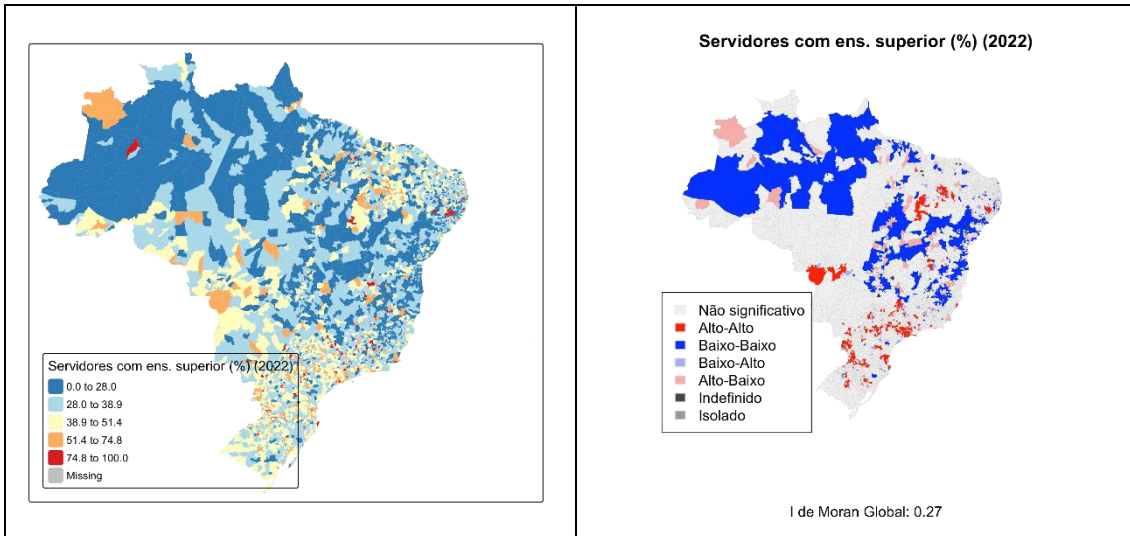 Servidores com ens. superior (%) (2022)
0.0 to 28.0
28.0 to 38.9
38.9 to 51.4
51.4 to 74.8
74.8 to 100.0
Missing
Servidores com ens. superior (%) (2022)
Não significativo
Alto-Alto
Baixo-Baixo
Baixo-Alto
Alto-Baixo
Indefinido
Isolado
I de Moran Global: 0.27